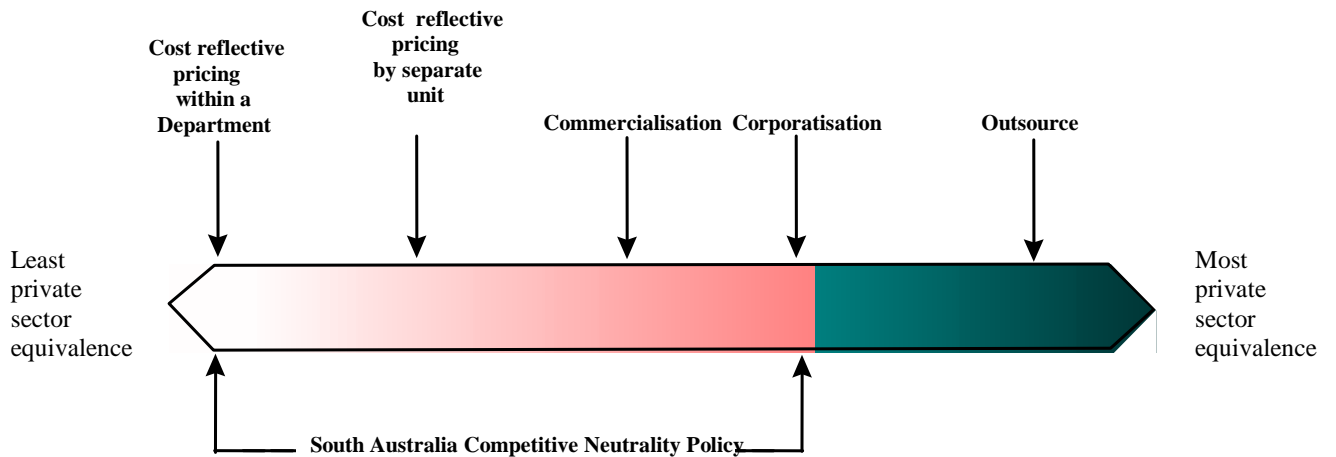 Cost reflective
pricing
within a
Department
Cost reflective
pricing
by separate
unit
Commercialisation
Corporatisation
Outsource
Least
private
sector
equivalence
Most
private
sector
equivalence
South Australia Competitive Neutrality Policy